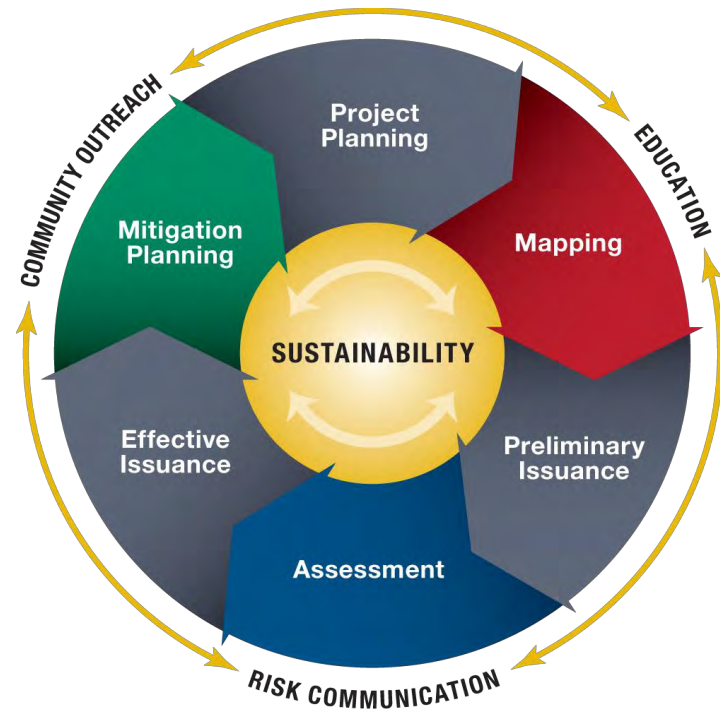 COMMUNITY OUTREACH
EDUCATION
Project
Planning
Mapping
Mitigation
Planning
SUSTAINABILITY
Effective
Issuance
Preliminary
Issuance
Assessment
RISK COMMUNICATION